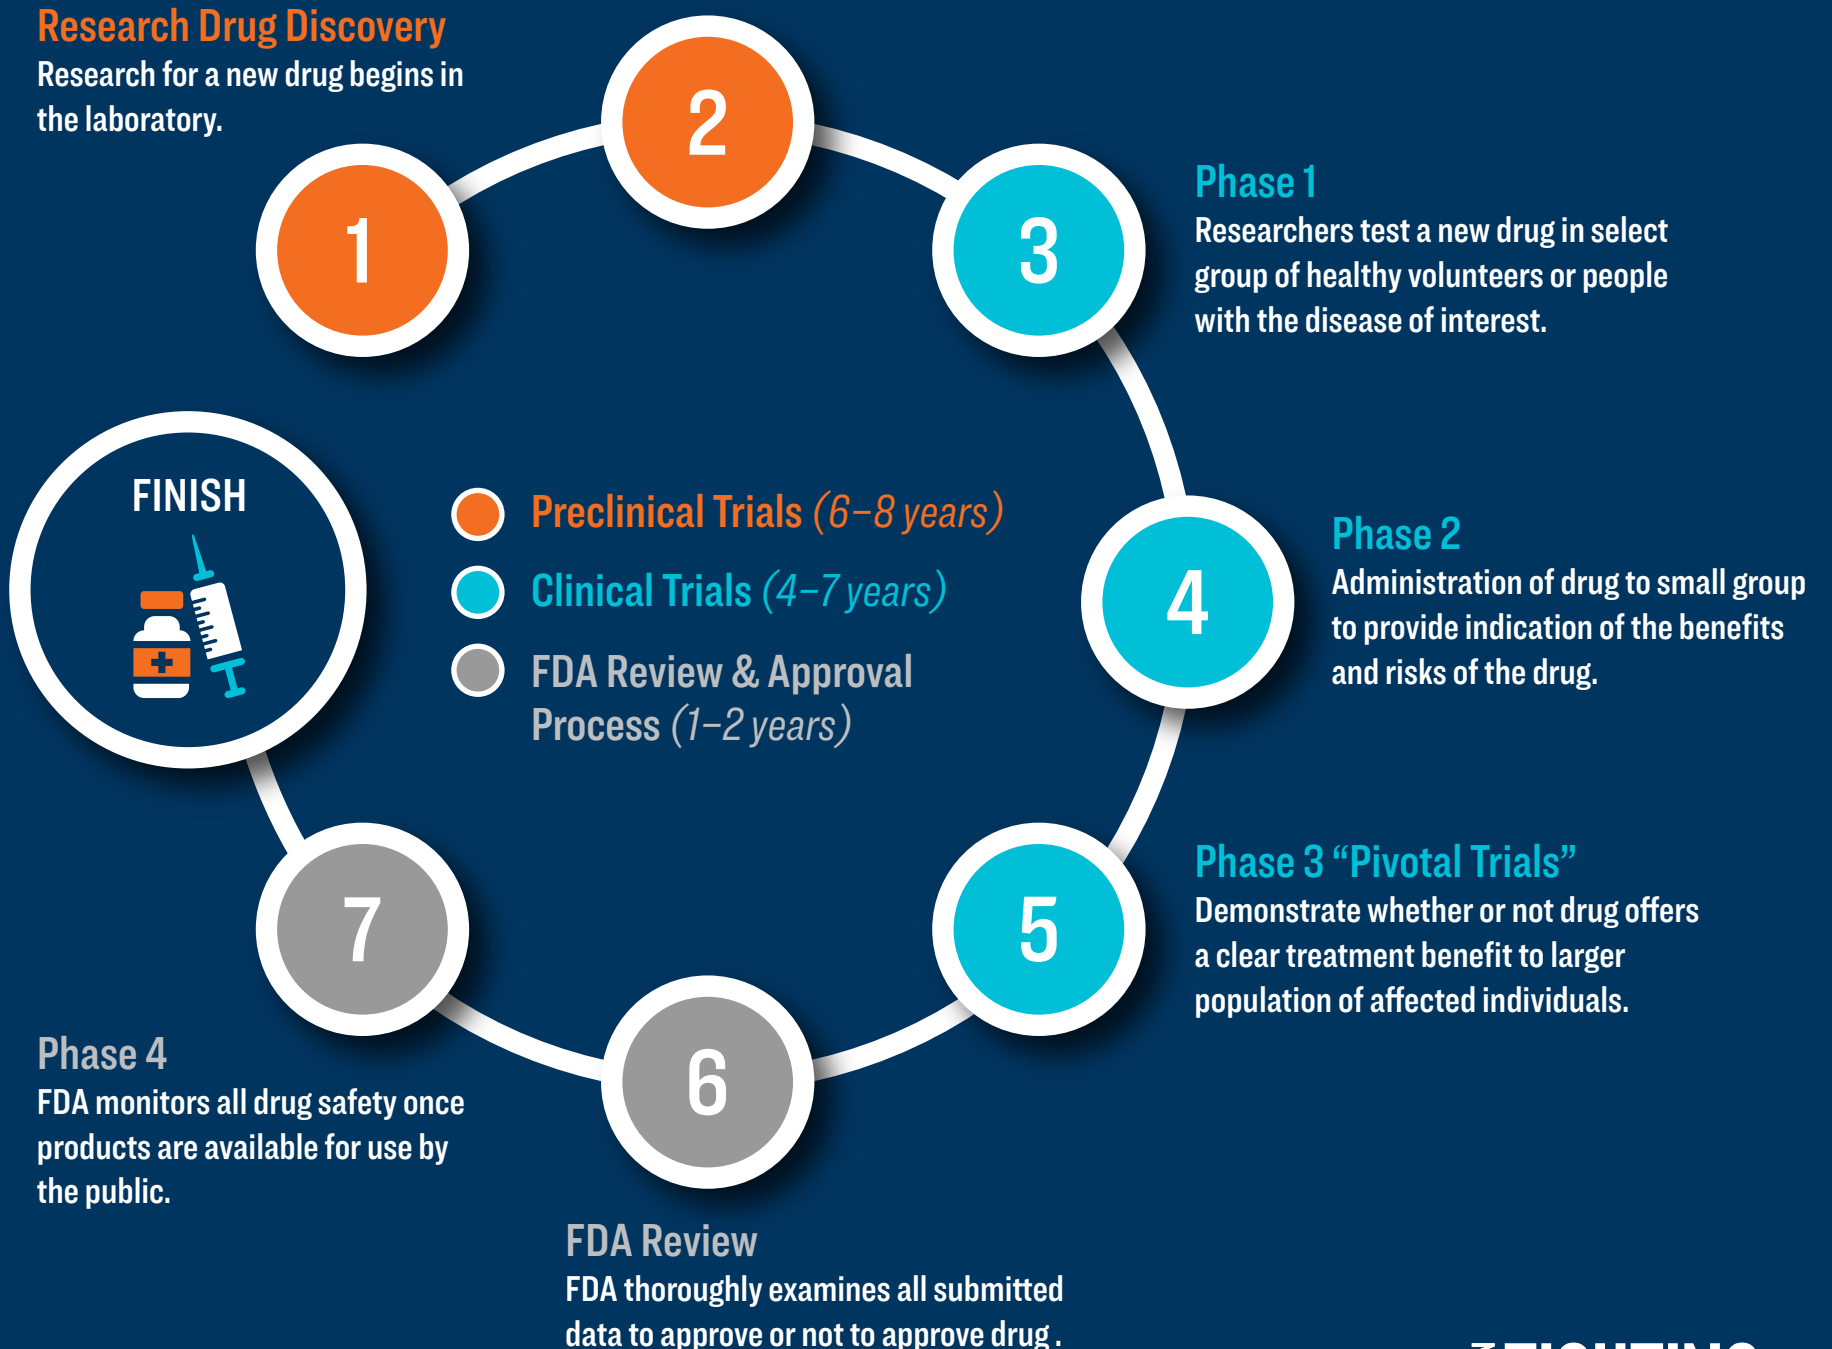 Research Drug Discovery
Research for a new drug begins in
the laboratory.
1
2
3
Phase 1
Researchers test a new drug in select
group of healthy volunteers or people
with the disease of interest.
4
Phase 2
Administration of drug to small group
to provide indication of the benefits
and risks of the drug.
5
Phase 3 “Pivotal Trials”
Demonstrate whether or not drug offers
a clear treatment benefit to larger
population of affected individuals.
6
FDA Review
FDA thoroughly examines all submitted
data to approve or not to approve drug .
7
Phase 4
FDA monitors all drug safety once
products are available for use by
the public.
FINISH
Preclinical Trials (6–8 years)
Clinical Trials (4–7 years)
FDA Review & Approval
Process (1–2 years)